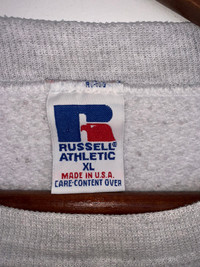 RUSSELL®
ATHLETIC
XL
MADE IN U.S.A.
CARE-CONTENT OVER